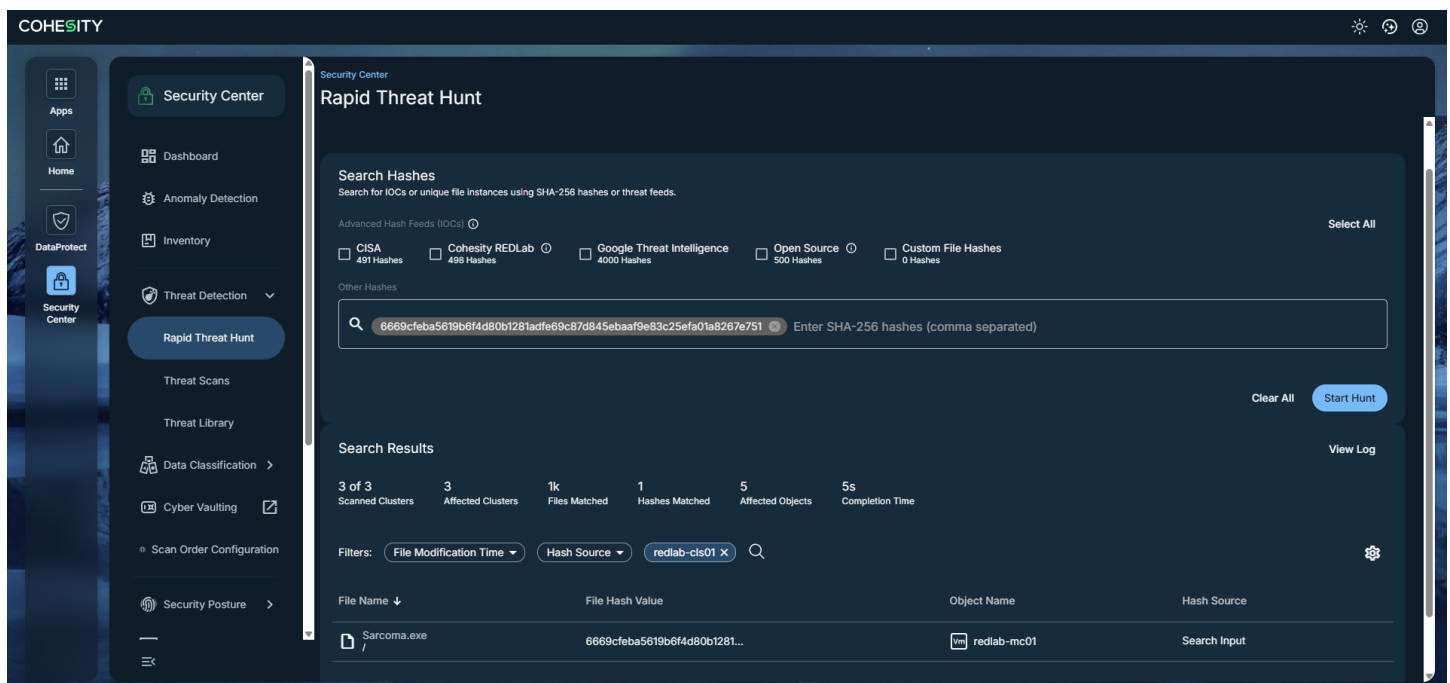 COHESITY
Apps
Home
DataProtect
Security
Center
Security Center
Dashboard
Anomaly Detection
Inventory
Threat Detection
Rapid Threat Hunt
Threat Scans
Threat Library
Data Classification
Cyber Vaulting
Scan Order Configuration
Security Posture
Security Center
Rapid Threat Hunt
Search Hashes
Search for IOCs or unique file instances using SHA-256 hashes or threat feeds.
Advanced Hash Feeds (IOCs)
Select All
CISA
491 Hashes
Cohesity REDLab
498 Hashes
Google Threat Intelligence
4000 Hashes
Open Source
500 Hashes
Custom File Hashes
0 Hashes
Other Hashes
6669cfeba5619b6f4d80b1281adfe69c87d845ebaaf9e83c25efa01a8267e751 Enter SHA-256 hashes (comma separated)
Clear All Start Hunt
Search Results View Log
3 of 3
Scanned Clusters
3
Affected Clusters
1k
Files Matched
1
Hashes Matched
5
Affected Objects
5s
Completion Time
Filters: File Modification Time Hash Source redlab-cls01
File Name File Hash Value Object Name Hash Source
Sarcoma.exe
/
6669cfeba5619b6f4d80b1281... Vm redlab-mc01 Search Input